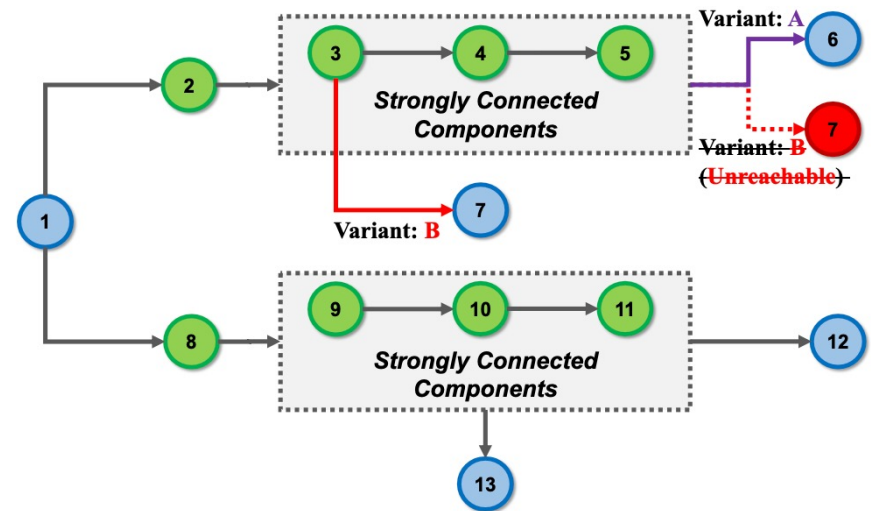 Variant: A
6
3
4
5
2
Strongly Connected
Components
7
Variant: B
(Unreachable)
1
7
Variant: B
9
10
11
8
12
Strongly Connected
Components
13